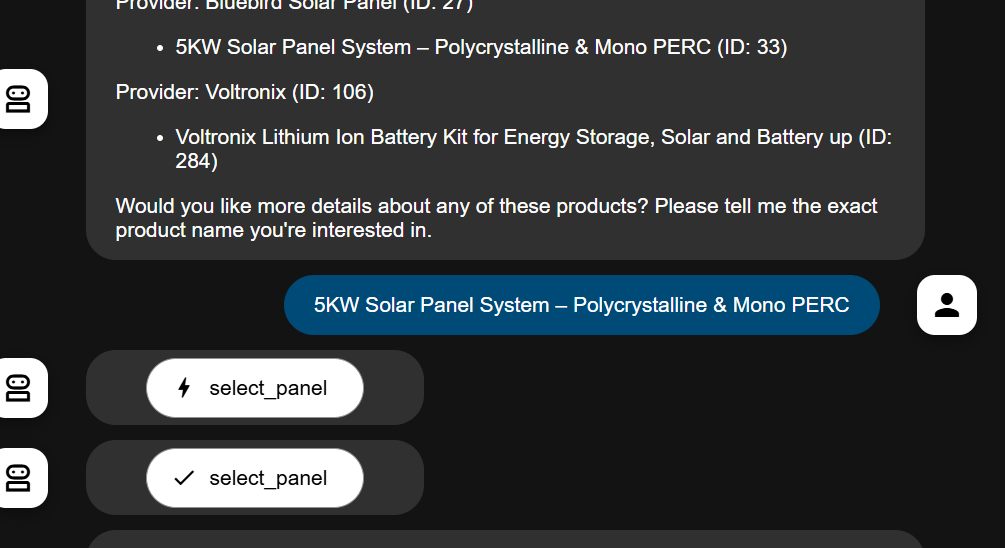 Provider: Bluebird Solar Panel (ID: 27)
• 5KW Solar Panel System – Polycrystalline & Mono PERC (ID: 33)
Provider: Voltronix (ID: 106)
• Voltronix Lithium Ion Battery Kit for Energy Storage, Solar and Battery up (ID:
284)
Would you like more details about any of these products? Please tell me the exact
product name you're interested in.
5KW Solar Panel System – Polycrystalline & Mono PERC
select_panel
select_panel